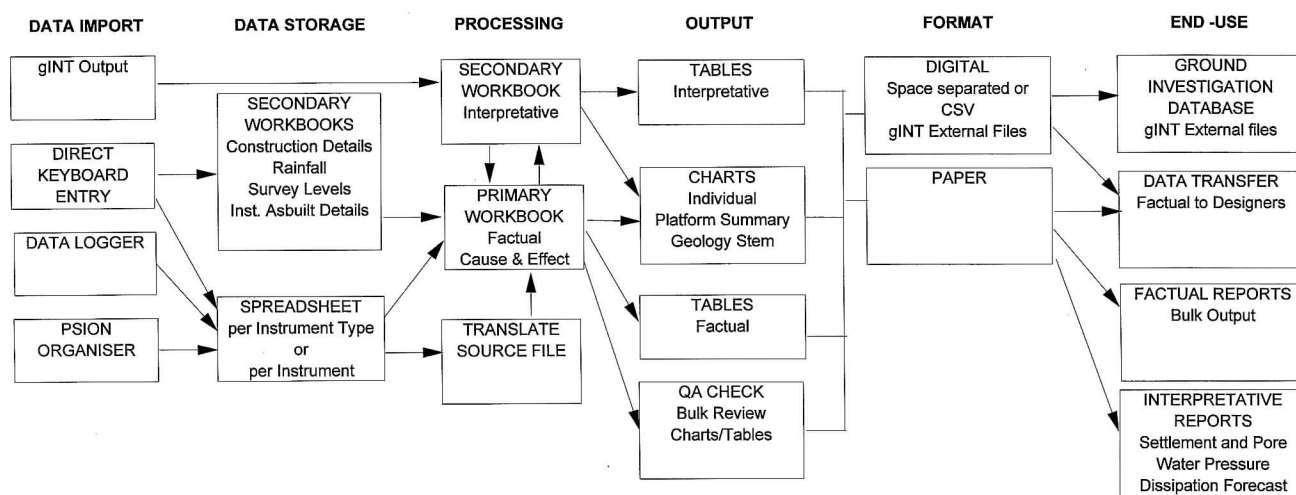 DATA IMPORT
DATA STORAGE
PROCESSING
OUTPUT
FORMAT
END -USE
gINT Output
DIRECT
KEYBOARD
ENTRY
DATA LOGGER
PSION
ORGANISER
SECONDARY
WORKBOOKS
Construction Details
Rainfall
Survey Levels
Inst. Asbuilt Details
SPREADSHEET
per Instrument Type
or
per Instrument
SECONDARY
WORKBOOK
Interpretative
PRIMARY
WORKBOOK
Factual
Cause & Effect
TRANSLATE
SOURCE FILE
TABLES
Interpretative
CHARTS
Individual
Platform Summary
Geology Stem
TABLES
Factual
QA CHECK
Bulk Review
Charts/Tables
DIGITAL
Space separated or
CSV
gINT External Files
PAPER
GROUND
INVESTIGATION
DATABASE
gINT External files
DATA TRANSFER
Factual to Designers
FACTUAL REPORTS
Bulk Output
INTERPRETATIVE
REPORTS
Settlement and Pore
Water Pressure
Dissipation Forecast